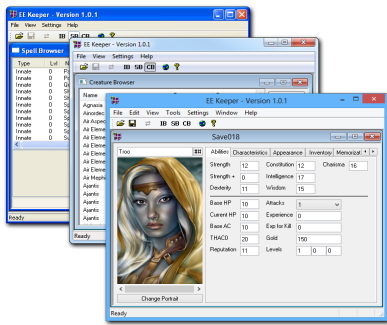 EE Keeper - Version 1.0.1
File View Settings Help
IB SB CB
Spell Browser
Type Lvl
Innate 0
Innate 0
Innate 0
Innate 0
Innate 0
Innate 0
Innate 0
Innate 0
Innate 0
Innate 0
Ready
EE Keeper - Version 1.0.1
File View Settings Help
IB SB CB
Creature Browser
Name
Agnasia
Ainordec
Air Aspec
Air Eleme
Air Eleme
Air Eleme
Air Eleme
Air Eleme
Air Mephi
Ajantis
Ajantis
Ajantis
Ajantis
Ready
EE Keeper - Version 1.0.1
File Edit View Tools Settings Window Help
IB SB CB
Save018
Abilities Characteristics Appearance Inventory Memorizat
Strength 12 Constitution 12 Charisma 16
Strength + 0 Intelligence 17
Dexterity 11 Wisdom 15
Base HP 10 Attacks 1
Current HP 10 Experience 0
Base AC 10 Exp for Kill 0
THAC0 20 Gold 150
Reputation 11 Levels 1 0 0
Change Portrait
Ready